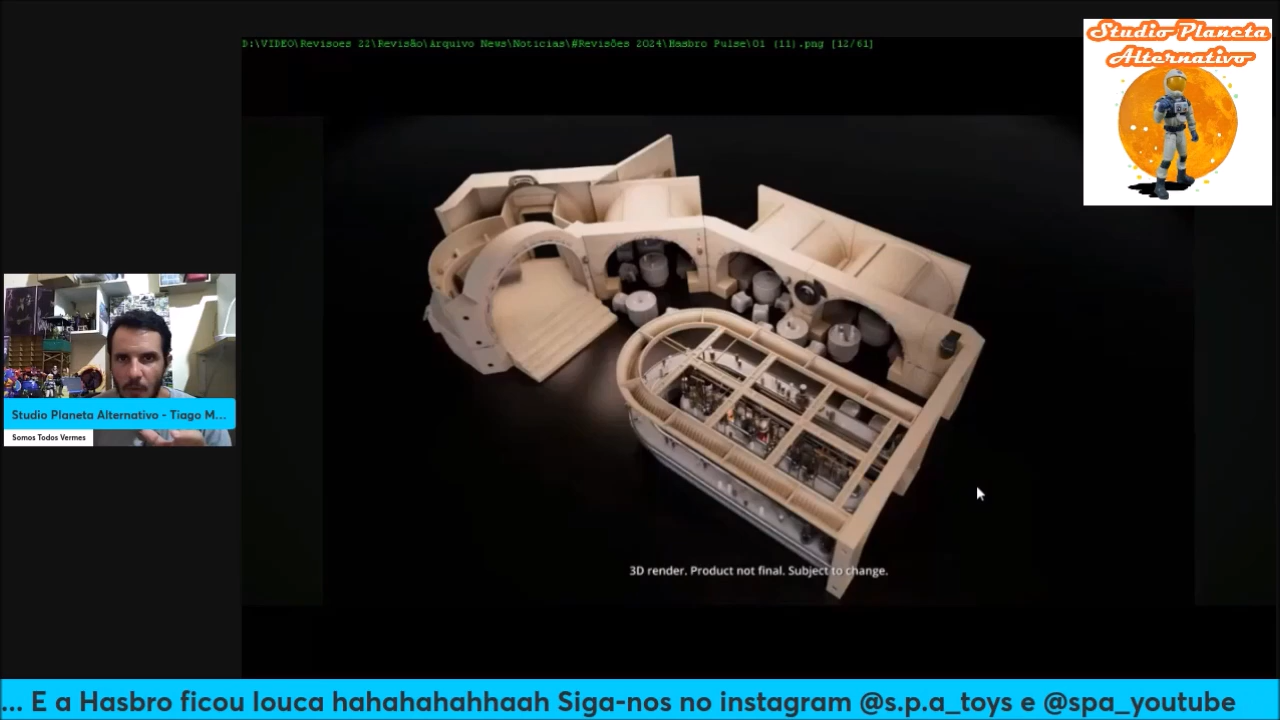 D:\VIDEO\Revisoes 22\Revisão\Arquivo News\Noticias\#Revisões 2024\Hasbro Pulse\01 (11).png [12/61]
Studio Planeta
Alternativo
Studio Planeta Alternativo - Tiago M...
Somos Todos Vermes
3D render. Product not final. Subject to change.
... E a Hasbro ficou louca hahahahahhaah Siga-nos no instagram @s.p.a_toys e @spa_youtube